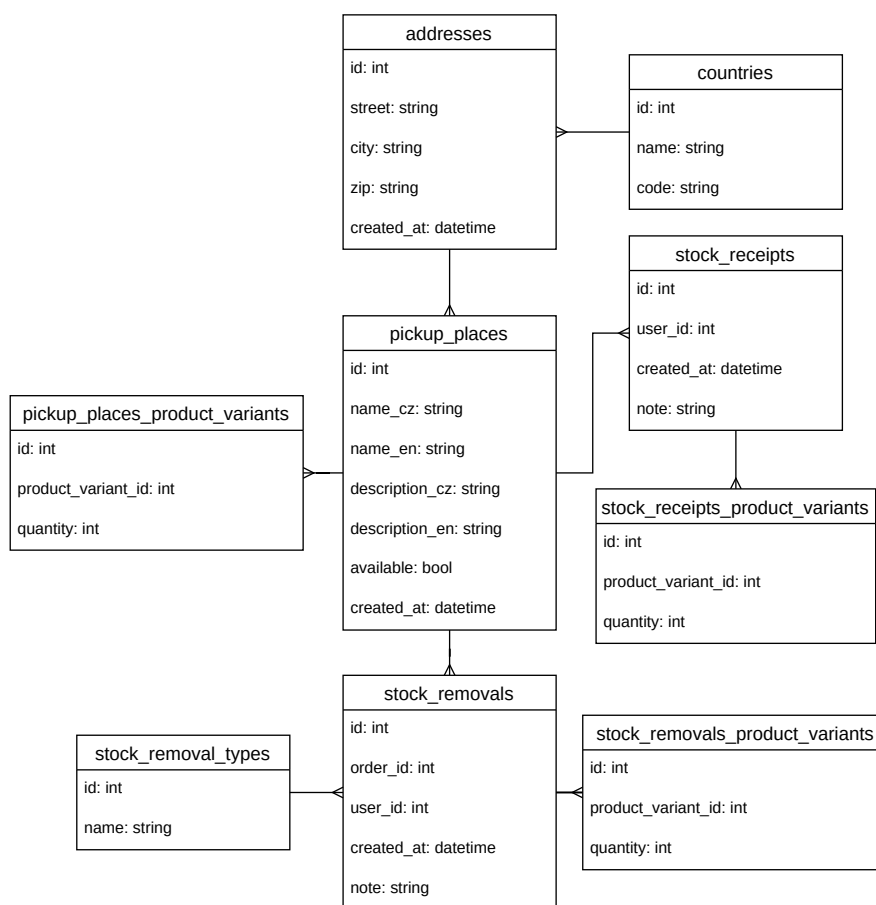 addresses
id: int
street: string
city: string
zip: string
created_at: datetime
countries
id: int
name: string
code: string
stock_receipts
id: int
user_id: int
created_at: datetime
note: string
pickup_places
id: int
name_cz: string
name_en: string
description_cz: string
description_en: string
available: bool
created_at: datetime
pickup_places_product_variants
id: int
product_variant_id: int
quantity: int
stock_receipts_product_variants
id: int
product_variant_id: int
quantity: int
stock_removals
id: int
order_id: int
user_id: int
created_at: datetime
note: string
stock_removal_types
id: int
name: string
stock_removals_product_variants
id: int
product_variant_id: int
quantity: int